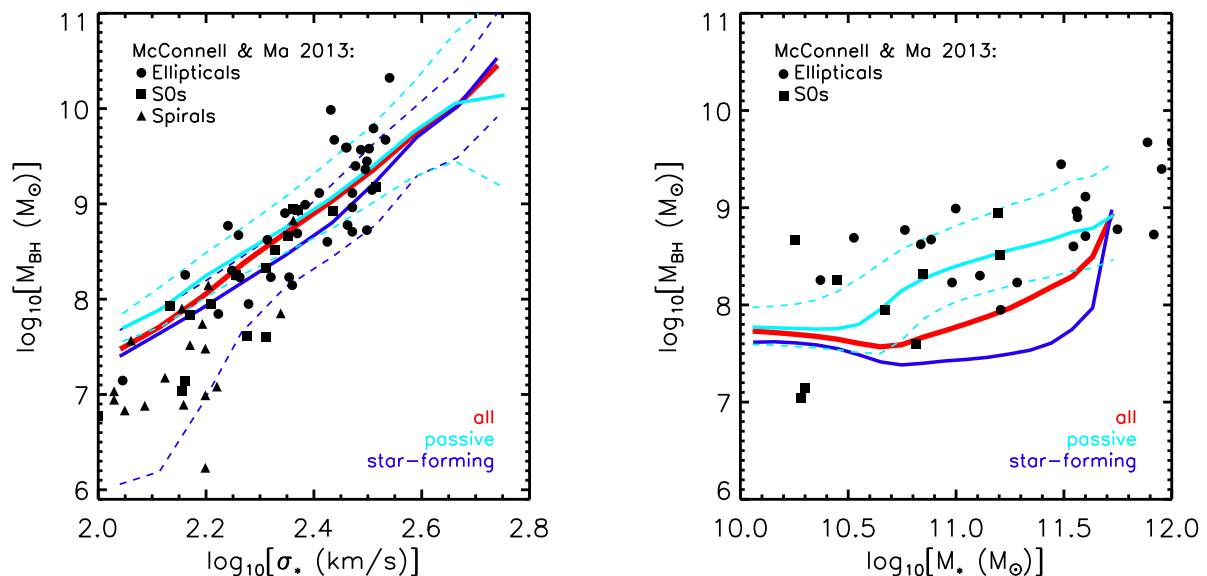 McConnell & Ma 2013:
Ellipticals
S0s
Spirals
all
passive
star-forming
11
10
9
8
7
6
2.0 2.2 2.4 2.6 2.8
log₁₀[σ* (km/s)]
log₁₀[M_BH (M☉)]
McConnell & Ma 2013:
Ellipticals
S0s
all
passive
star-forming
11
10
9
8
7
6
10.0 10.5 11.0 11.5 12.0
log₁₀[M* (M☉)]
log₁₀[M_BH (M☉)]